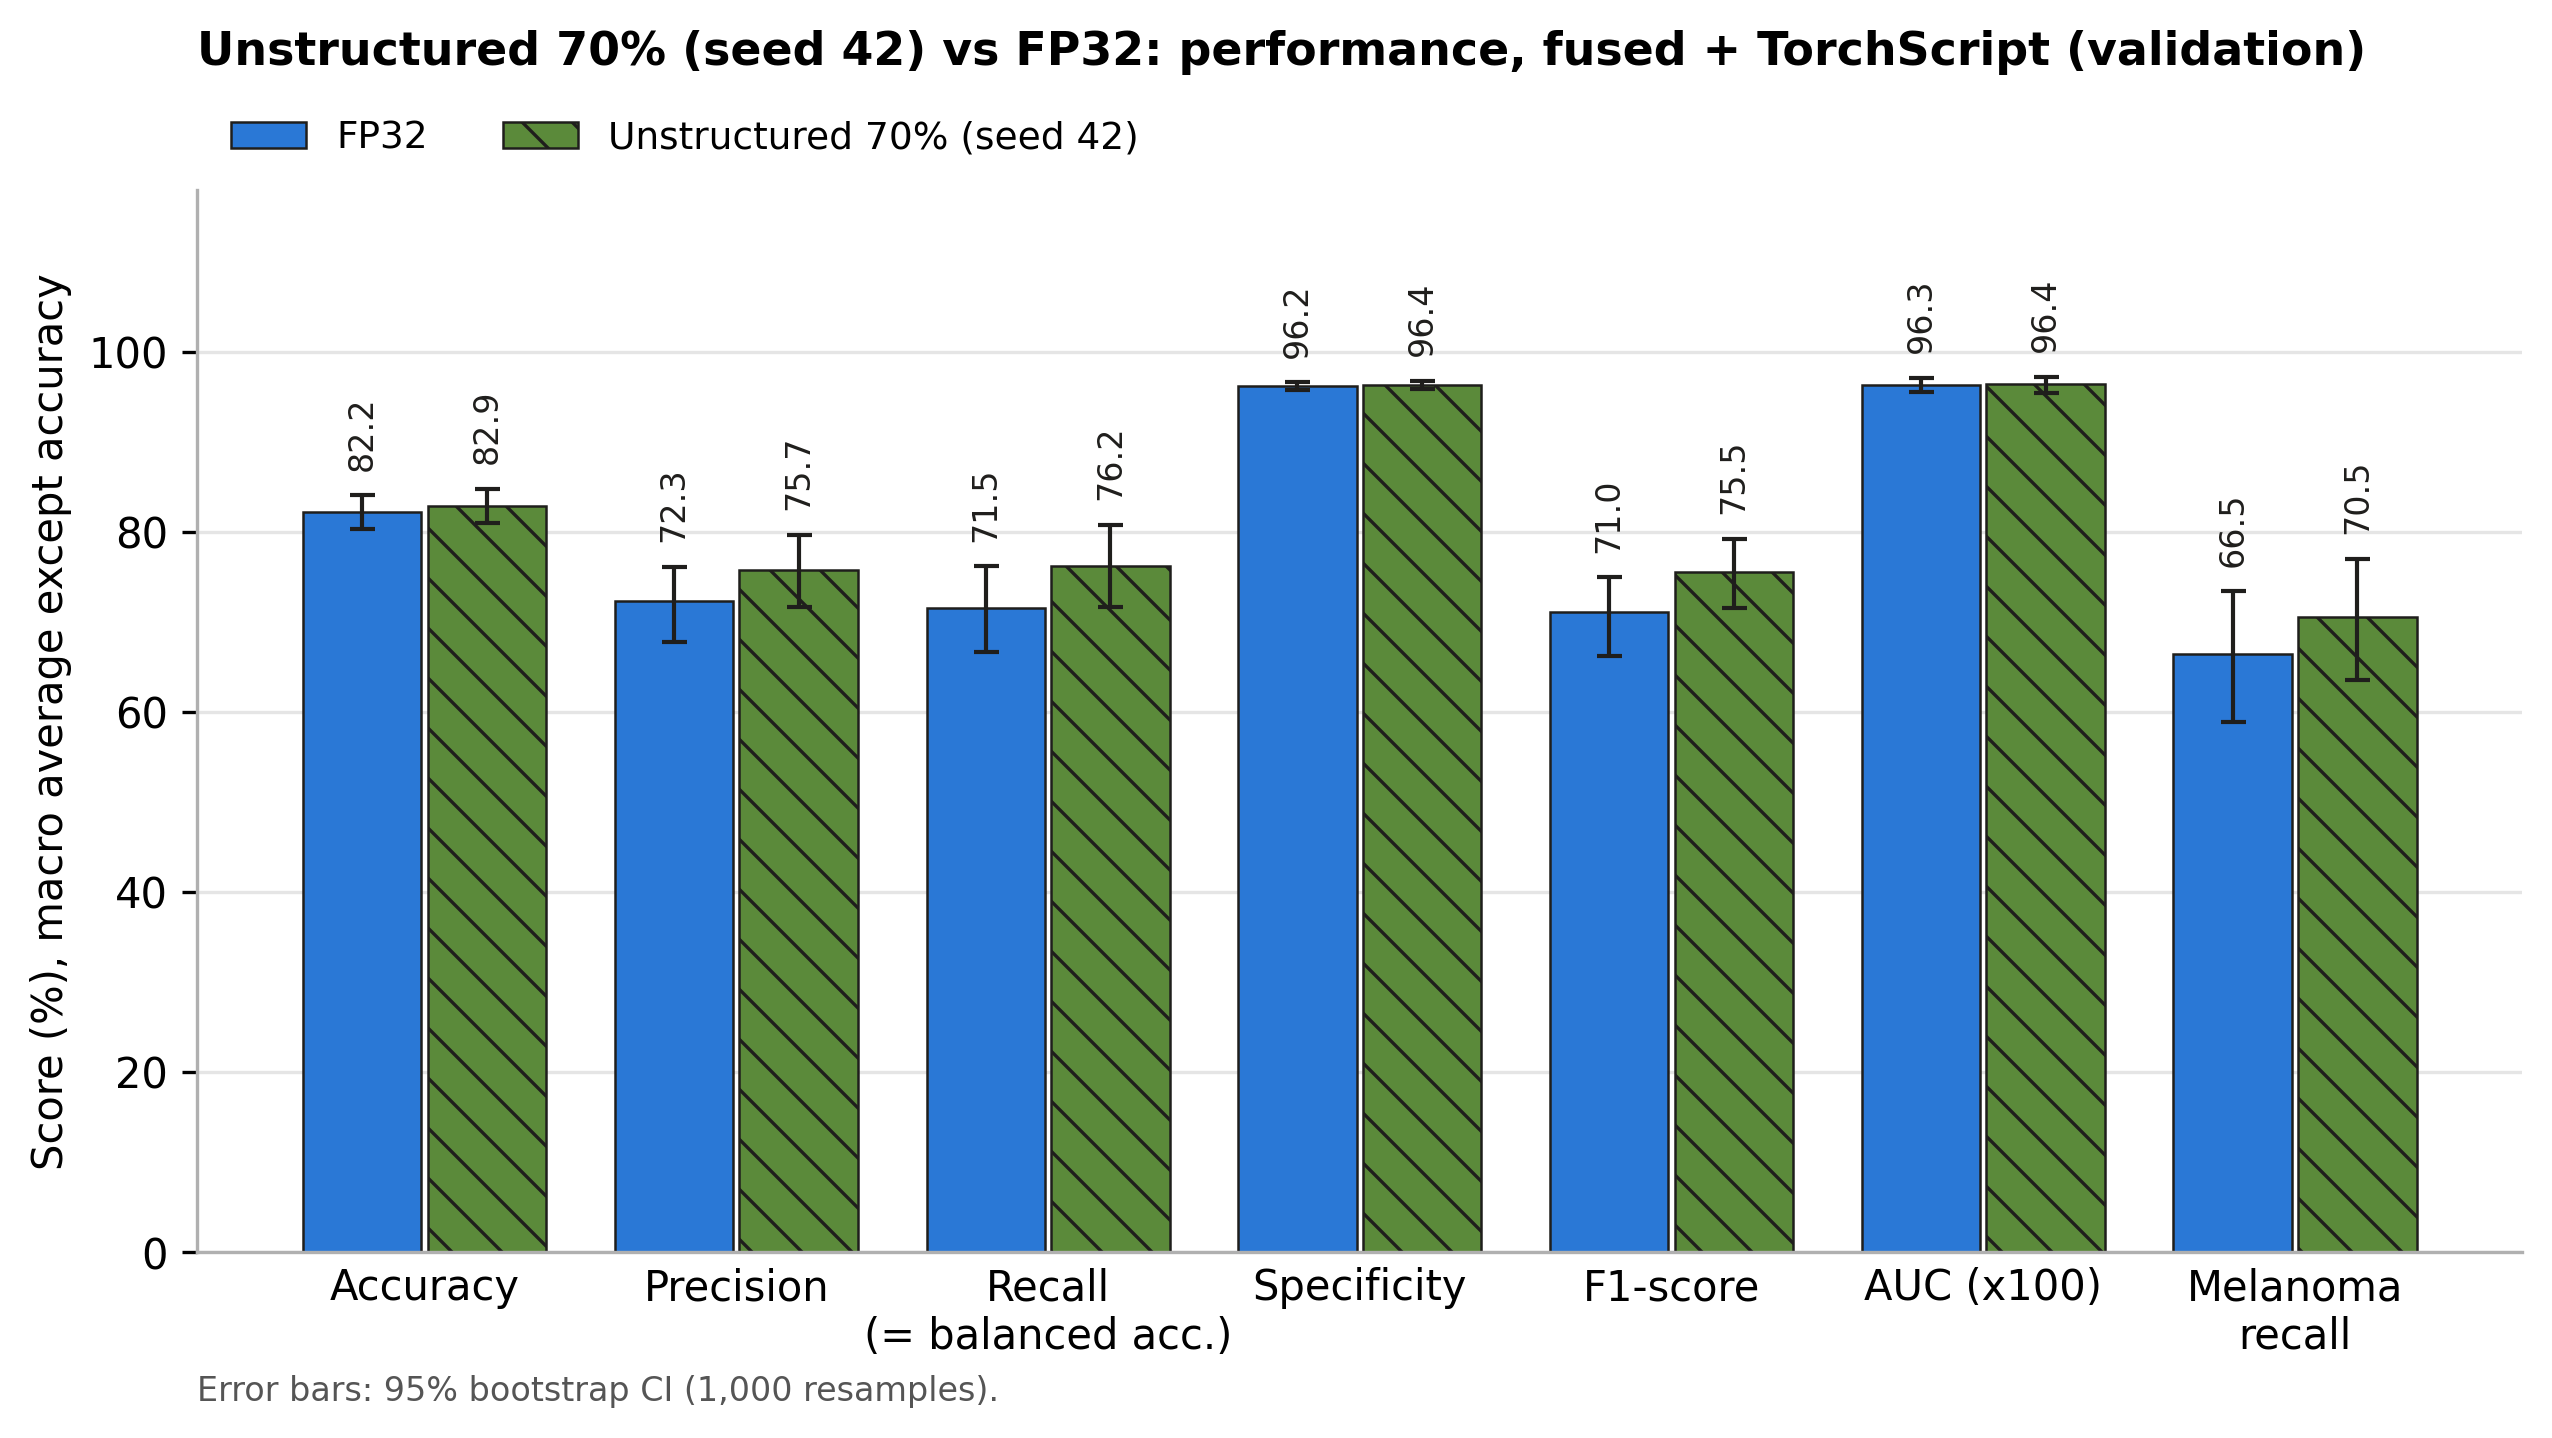 Unstructured 70% (seed 42) vs FP32: performance, fused + TorchScript (validation)
FP32
Unstructured 70% (seed 42)
Score (%), macro average except accuracy
100
80
60
40
20
0
82.2
82.9
72.3
75.7
71.5
76.2
96.2
96.4
71.0
75.5
96.3
96.4
66.5
70.5
Accuracy
Precision
Recall
(= balanced acc.)
Specificity
F1-score
AUC (x100)
Melanoma
recall
Error bars: 95% bootstrap CI (1,000 resamples).